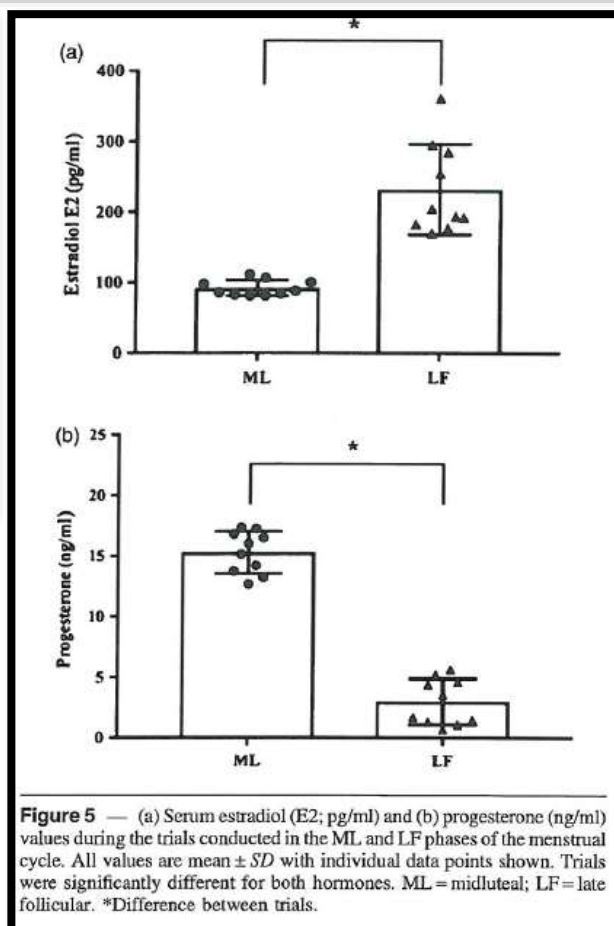 (a)
*
400
300
200
100
0
Estradiol E2 (pg/ml)
ML
LF
(b)
*
25
20
15
10
5
0
Progesterone (ng/ml)
ML
LF
Figure 5 — (a) Serum estradiol (E2; pg/ml) and (b) progesterone (ng/ml)
values during the trials conducted in the ML and LF phases of the menstrual
cycle. All values are mean ± SD with individual data points shown. Trials
were significantly different for both hormones. ML = midluteal; LF = late
follicular. *Difference between trials.